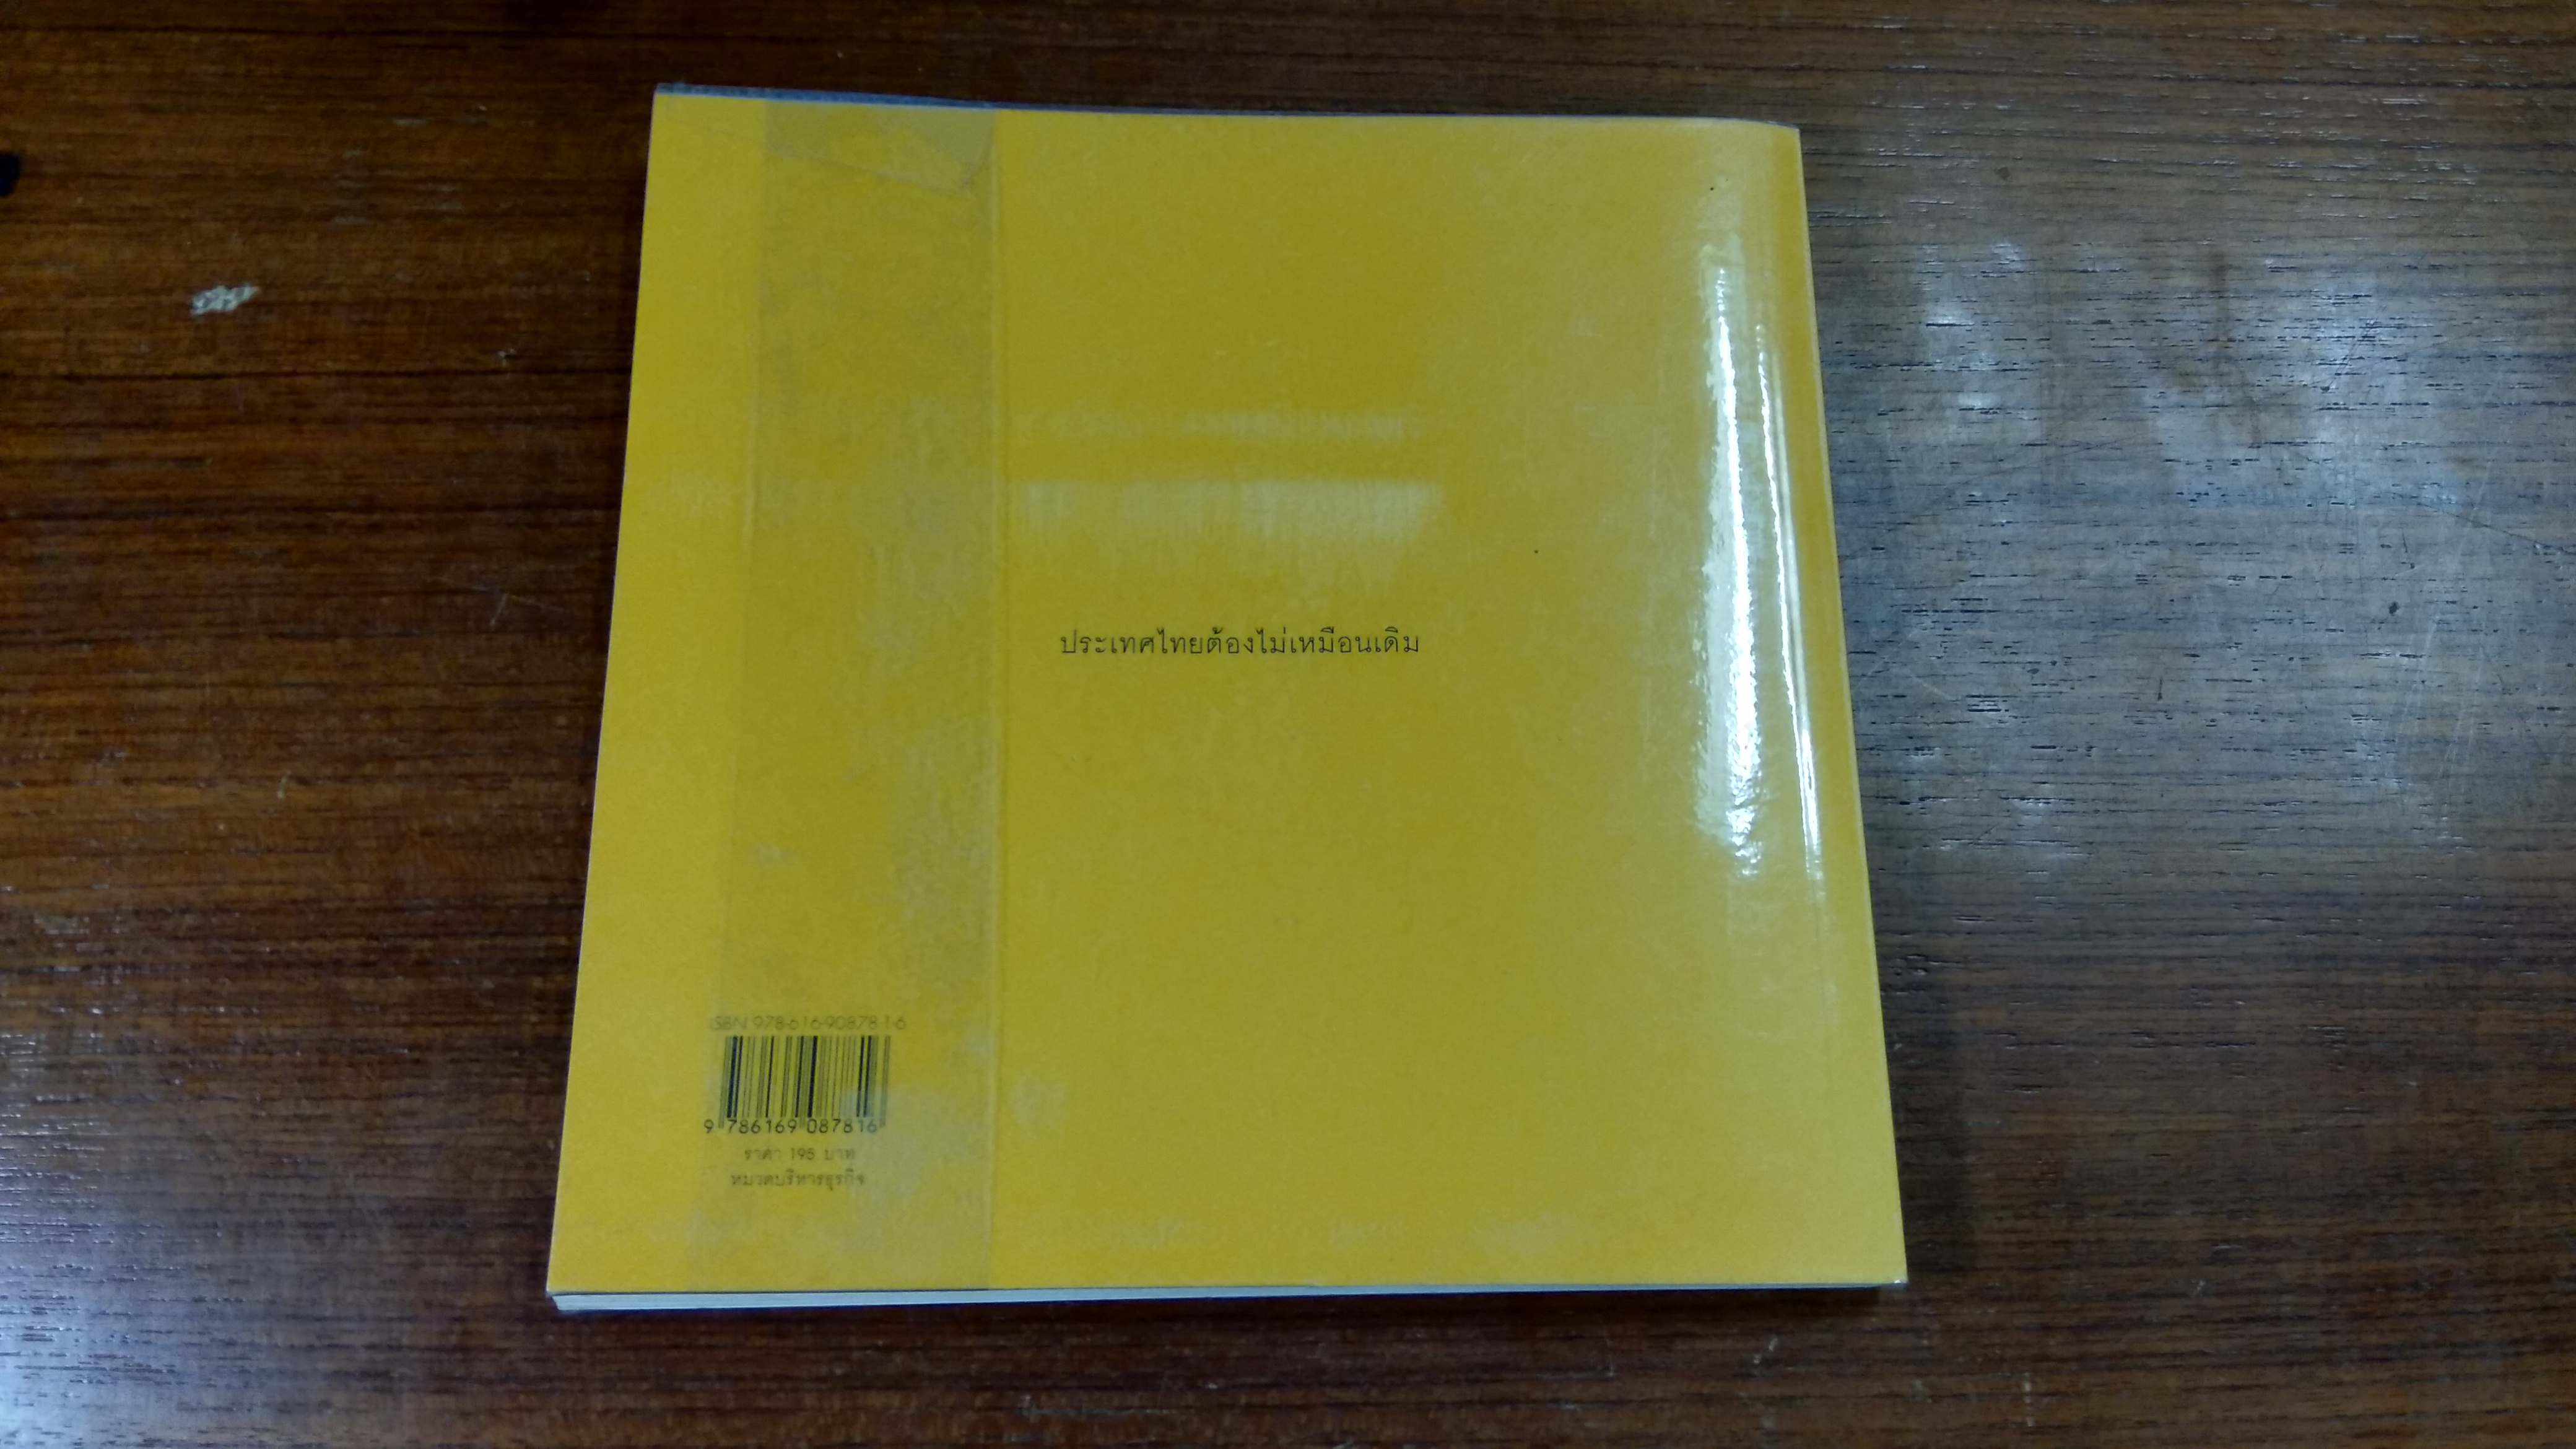 ประเทศไทยต้องไม่เหมือนเดิม
ISBN 978-616-90878-1-6
9 786169 087816
ราคา 195 บาท
หมวดบริหารธุรกิจ